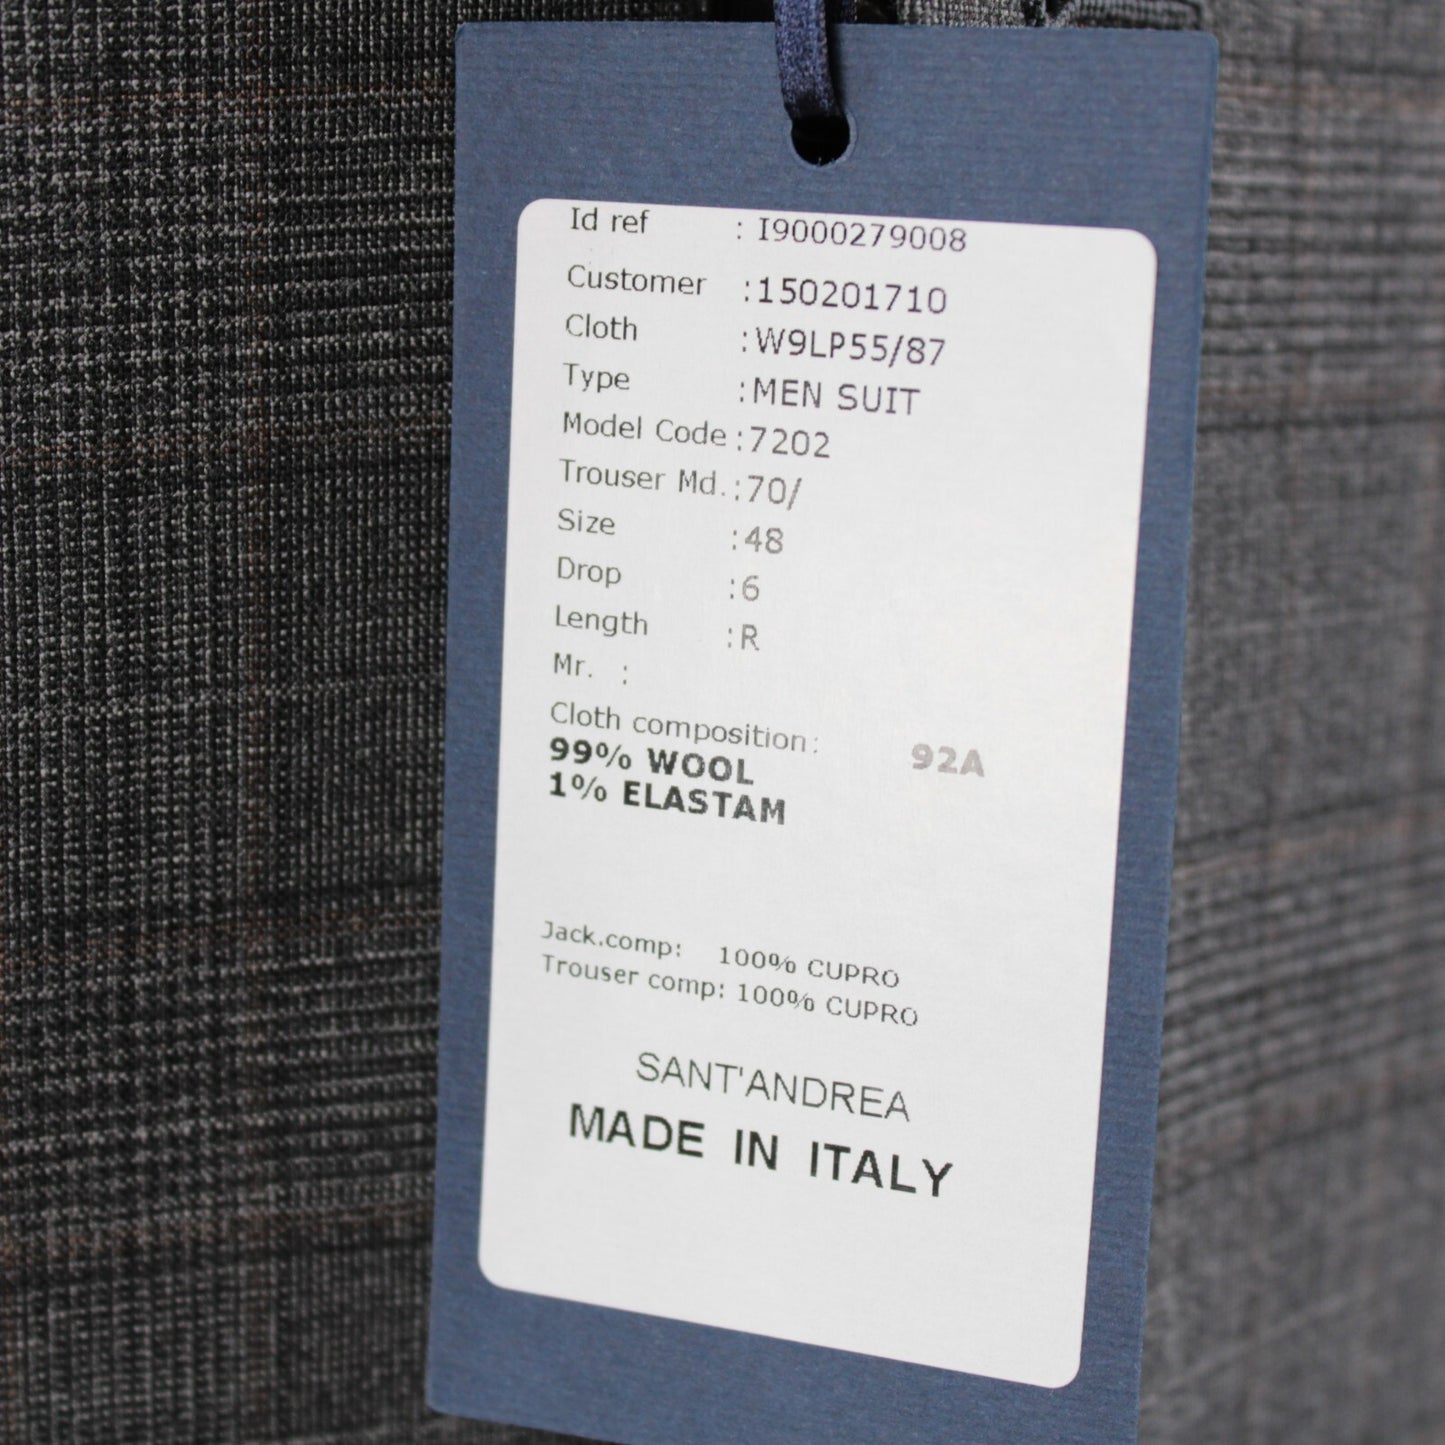 Id ref : I9000279008
Customer :150201710
Cloth :W9LP55/87
Type :MEN SUIT
Model Code :7202
Trouser Md. :70/
Size :48
Drop :6
Length :R
Mr. :
Cloth composition: 92A
99% WOOL
1% ELASTAM
Jack.comp: 100% CUPRO
Trouser comp: 100% CUPRO
SANT'ANDREA
MADE IN ITALY